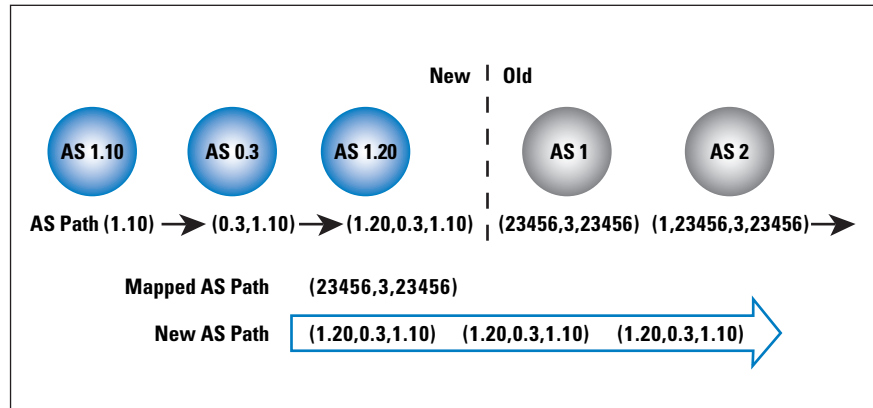 New Old
AS 1.10 AS 0.3 AS 1.20 AS 1 AS 2
AS Path (1.10) (0.3,1.10) (1.20,0.3,1.10) (23456,3,23456) (1,23456,3,23456)
Mapped AS Path (23456,3,23456)
New AS Path (1.20,0.3,1.10) (1.20,0.3,1.10) (1.20,0.3,1.10)